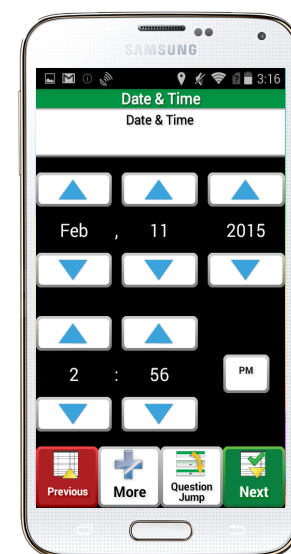 SAMSUNG
3:16
Date & Time
Date & Time
Feb , 11 2015
2 : 56 PM
Previous More Question Jump Next